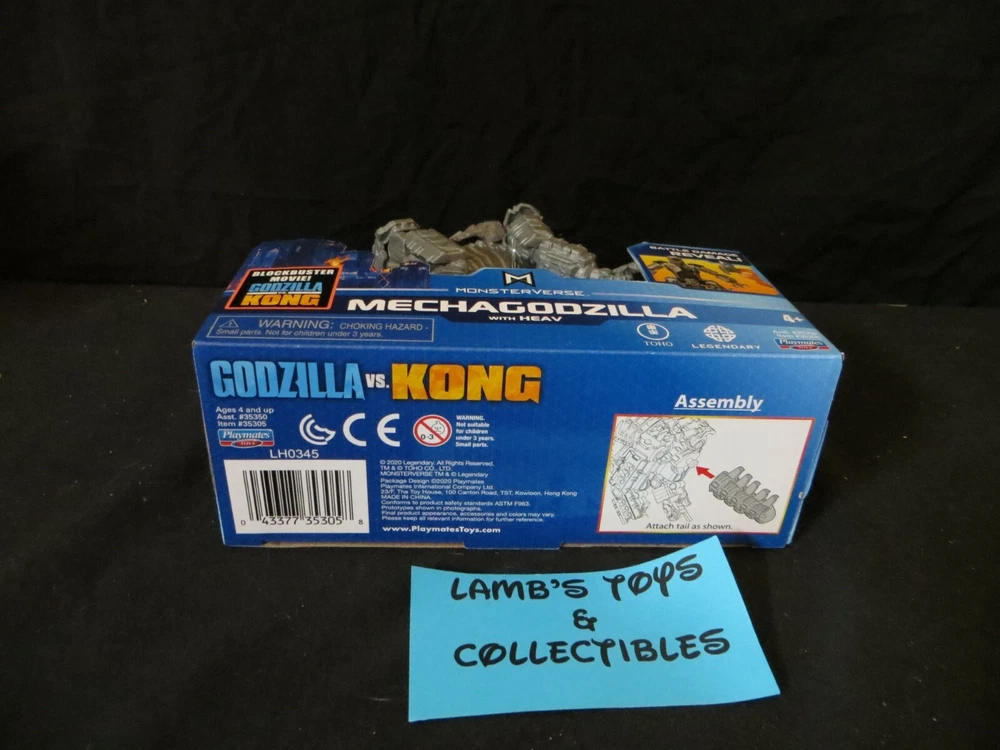 BLOCKBUSTER
MOVIE!
GODZILLA
VS.
KONG
BATTLE DAMAGE
REVEAL!
M
MONSTERVERSE
MECHAGODZILLA
WITH HEAV
WARNING: CHOKING HAZARD -
Small parts. Not for children under 3 years.
TOHO
LEGENDARY
4+
Playmates
GODZILLA VS. KONG
Ages 4 and up
Asst. #35350
Item #35305
Playmates
TOYS
LH0345
CE
0-3
WARNING.
Not suitable
for children
under 3 years.
Small parts.
© 2020 Legendary. All Rights Reserved.
TM & © TOHO CO., LTD.
MONSTERVERSE TM & © Legendary
Package Design ©2020 Playmates
Playmates International Company Ltd.
23/F, The Toy House, 100 Canton Road, TST, Kowloon, Hong Kong
MADE IN CHINA.
Conforms to product safety standards ASTM F963.
Prototypes shown in photographs.
Final product appearance, accessories and colors may vary.
Please keep all relevant information for further reference.
www.PlaymatesToys.com
0 43377 35305 8
Assembly
Attach tail as shown.
LAMB'S TOYS
&
COLLECTIBLES